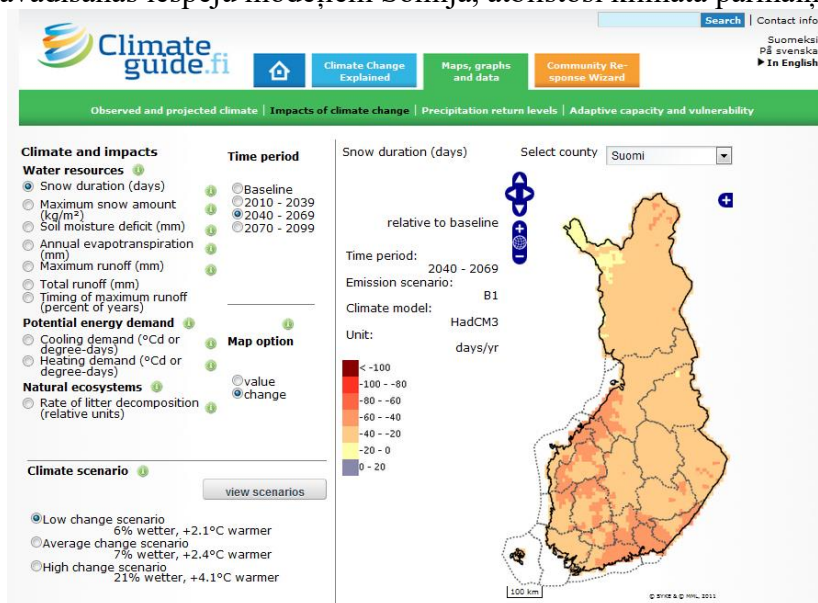 Search | Contact info
Suomeksi
På svenska
In English
Climate
guide.fi
Climate Change
Explained
Maps, graphs
and data
Community Re-
sponse Wizard
Observed and projected climate | Impacts of climate change | Precipitation return levels | Adaptive capacity and vulnerability
Climate and impacts
Water resources
Snow duration (days)
Maximum snow amount
(kg/m²)
Soil moisture deficit (mm)
Annual evapotranspiration
(mm)
Maximum runoff (mm)
Total runoff (mm)
Timing of maximum runoff
(percent of years)
Potential energy demand
Cooling demand (°Cd or
degree-days)
Heating demand (°Cd or
degree-days)
Natural ecosystems
Rate of litter decomposition
(relative units)
Time period
Baseline
2010 - 2039
2040 - 2069
2070 - 2099
Map option
value
change
Climate scenario
view scenarios
Low change scenario
6% wetter, +2.1°C warmer
Average change scenario
7% wetter, +2.4°C warmer
High change scenario
21% wetter, +4.1°C warmer
Snow duration (days)
Select county Suomi
relative to baseline
Time period:
2040 - 2069
Emission scenario:
B1
Climate model:
HadCM3
Unit:
days/yr
< -100
-100 - -80
-80 - -60
-60 - -40
-40 - -20
-20 - 0
0 - 20
100 km
© SYKE & © MML, 2011